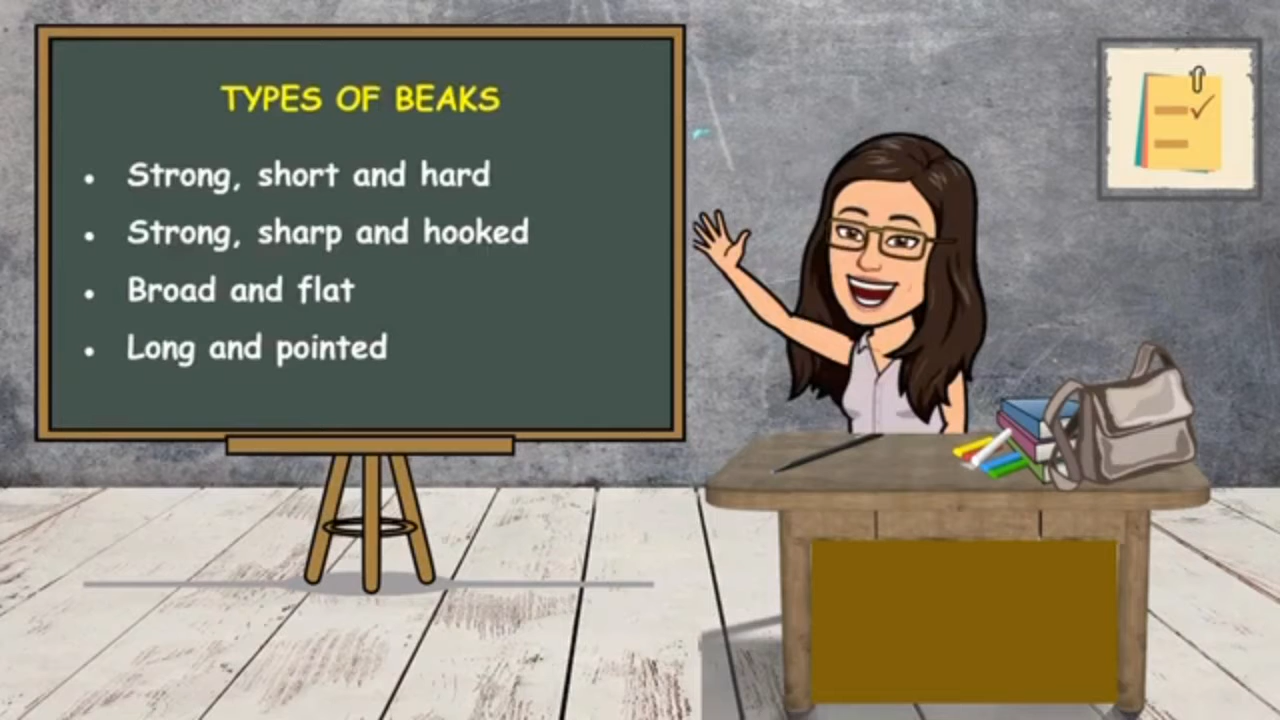 TYPES OF BEAKS
• Strong, short and hard
• Strong, sharp and hooked
• Broad and flat
• Long and pointed